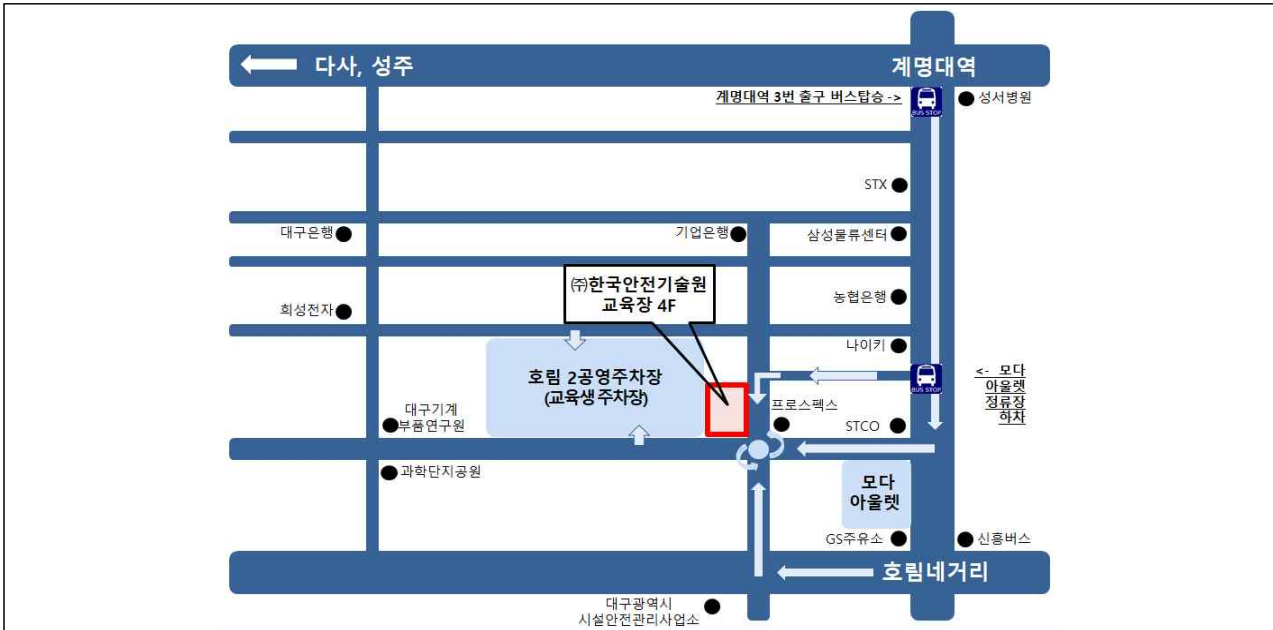 다사, 성주
계명대역
계명대역 3번 출구 버스탑승 ->
BUS STOP
성서병원
STX
대구은행
기업은행
삼성물류센터
㈜한국안전기술원
교육장 4F
농협은행
희성전자
나이키
호림 2공영주차장
(교육생 주차장)
BUS STOP
<- 모다
아울렛
정류장
하차
대구기계
부품연구원
프로스펙스
STCO
과학단지공원
모다
아울렛
GS주유소
신흥버스
호림네거리
대구광역시
시설안전관리사업소